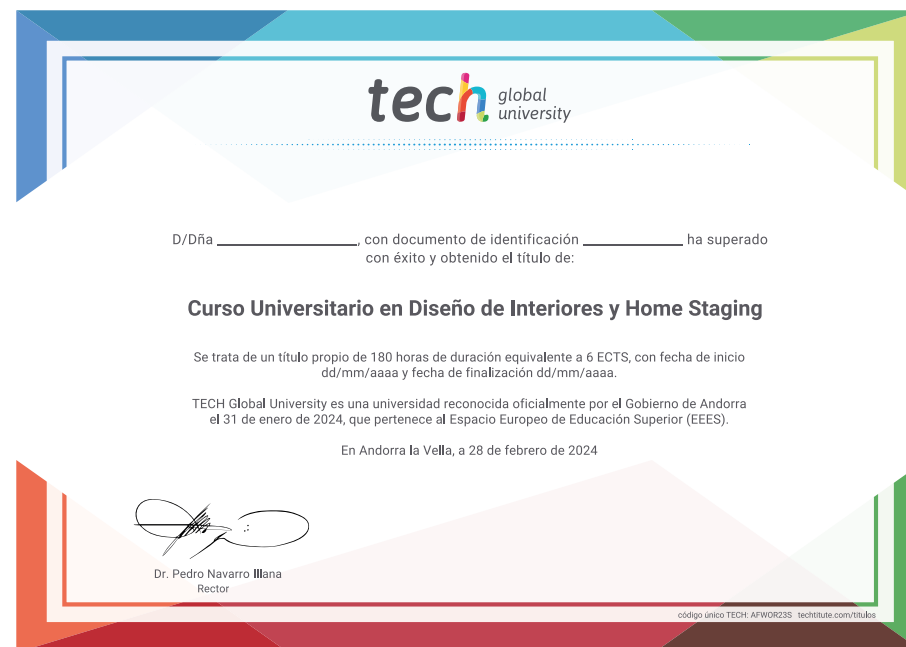 tech global university
D/Dña ____________, con documento de identificación ____________ ha superado
con éxito y obtenido el título de:
Curso Universitario en Diseño de Interiores y Home Staging
Se trata de un título propio de 180 horas de duración equivalente a 6 ECTS, con fecha de inicio
dd/mm/aaaa y fecha de finalización dd/mm/aaaa.
TECH Global University es una universidad reconocida oficialmente por el Gobierno de Andorra
el 31 de enero de 2024, que pertenece al Espacio Europeo de Educación Superior (EEES).
En Andorra la Vella, a 28 de febrero de 2024
Dr. Pedro Navarro Illana
Rector
código único TECH: AFWOR23S techtitute.com/titulos